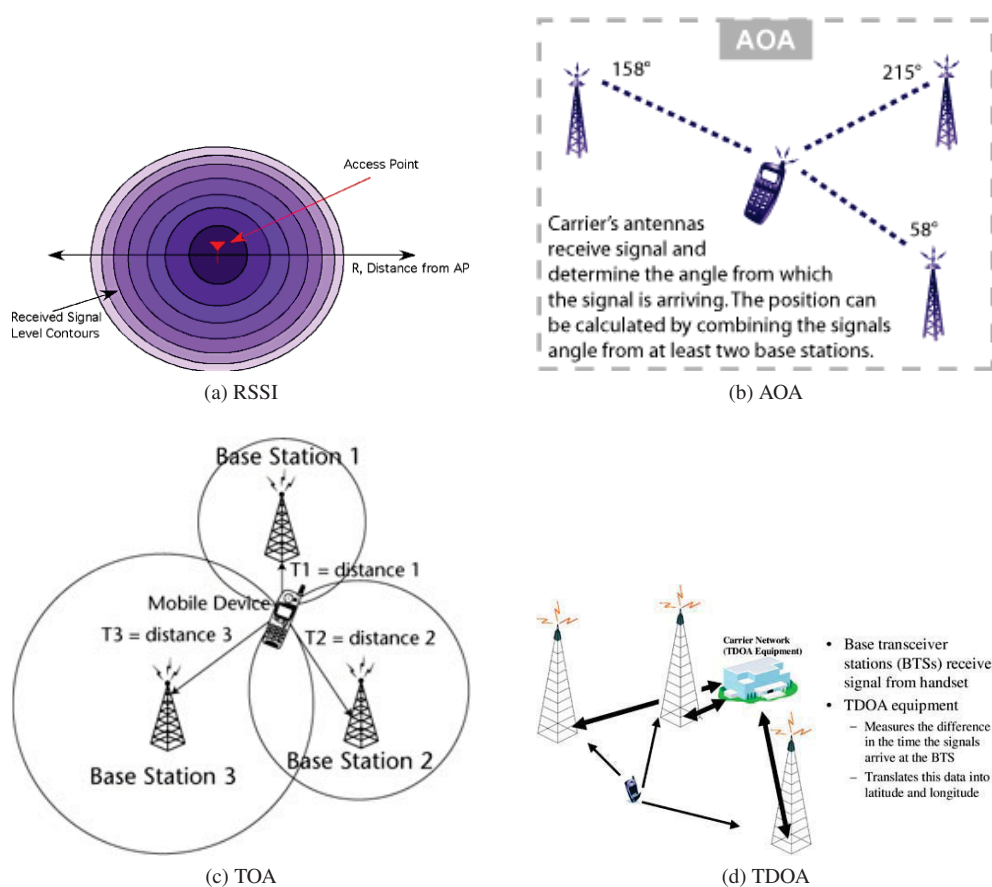 Access Point
R, Distance from AP
Received Signal
Level Contours
(a) RSSI
AOA
158°
215°
58°
Carrier's antennas
receive signal and
determine the angle from which
the signal is arriving. The position can
be calculated by combining the signals
angle from at least two base stations.
(b) AOA
Base Station 1
T1 = distance 1
Mobile Device
T3 = distance 3
T2 = distance 2
Base Station 2
Base Station 3
(c) TOA
Carrier Network
(TDOA Equipment)
• Base transceiver
stations (BTSs) receive
signal from handset
• TDOA equipment
– Measures the difference
in the time the signals
arrive at the BTS
– Translates this data into
latitude and longitude
(d) TDOA